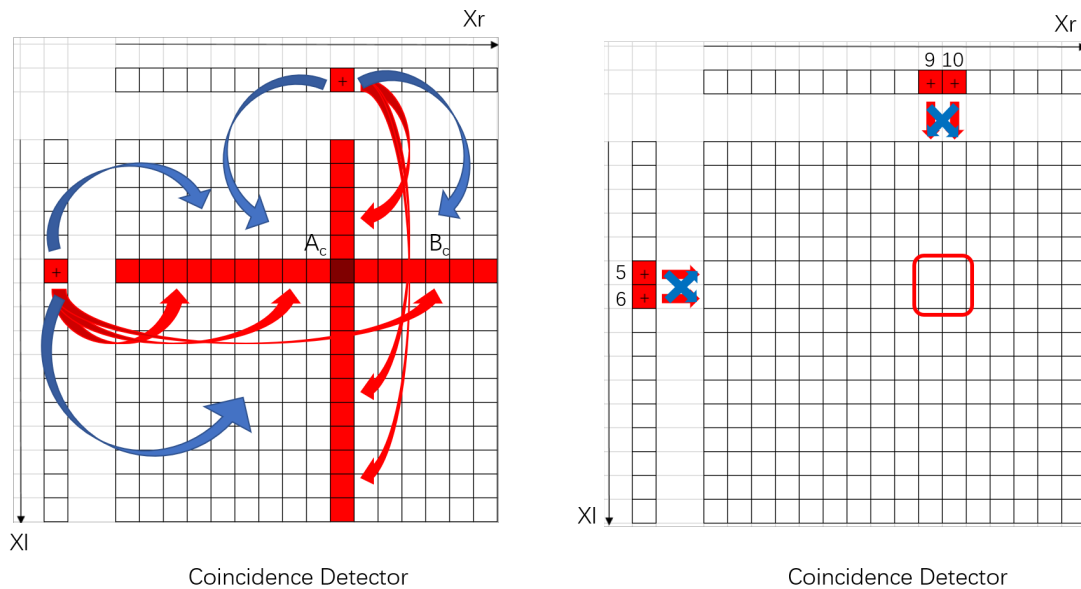 Xr
+
Ac
Bc
+
Xl
Coincidence Detector
Xr
9 10
+ +
5 +
6 +
Xl
Coincidence Detector